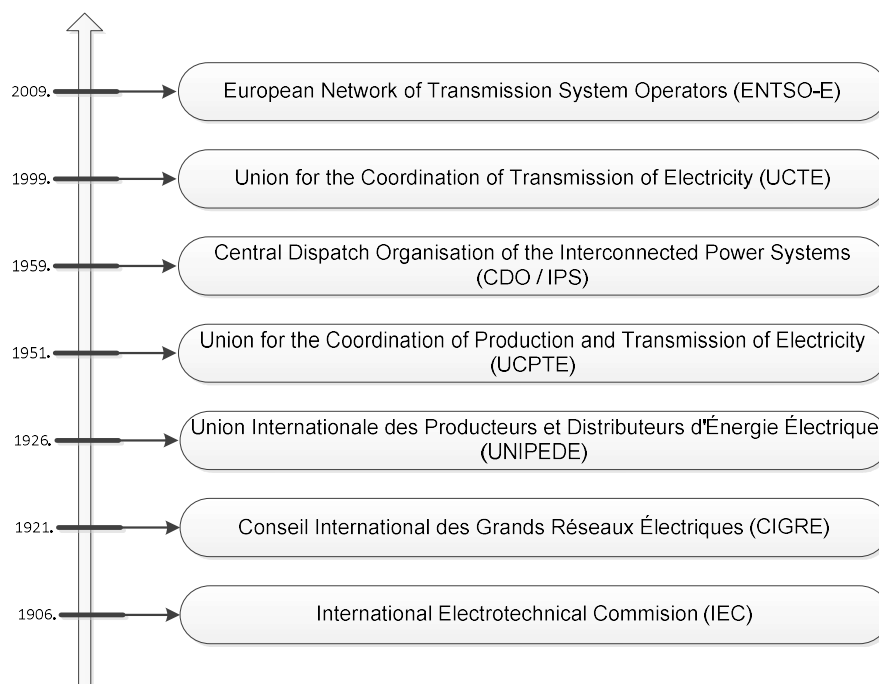 2009.
European Network of Transmission System Operators (ENTSO-E)
1999.
Union for the Coordination of Transmission of Electricity (UCTE)
1959.
Central Dispatch Organisation of the Interconnected Power Systems
(CDO / IPS)
1951.
Union for the Coordination of Production and Transmission of Electricity
(UCPTE)
1926.
Union Internationale des Producteurs et Distributeurs d'Énergie Électrique
(UNIPEDE)
1921.
Conseil International des Grands Réseaux Électriques (CIGRE)
1906.
International Electrotechnical Commision (IEC)